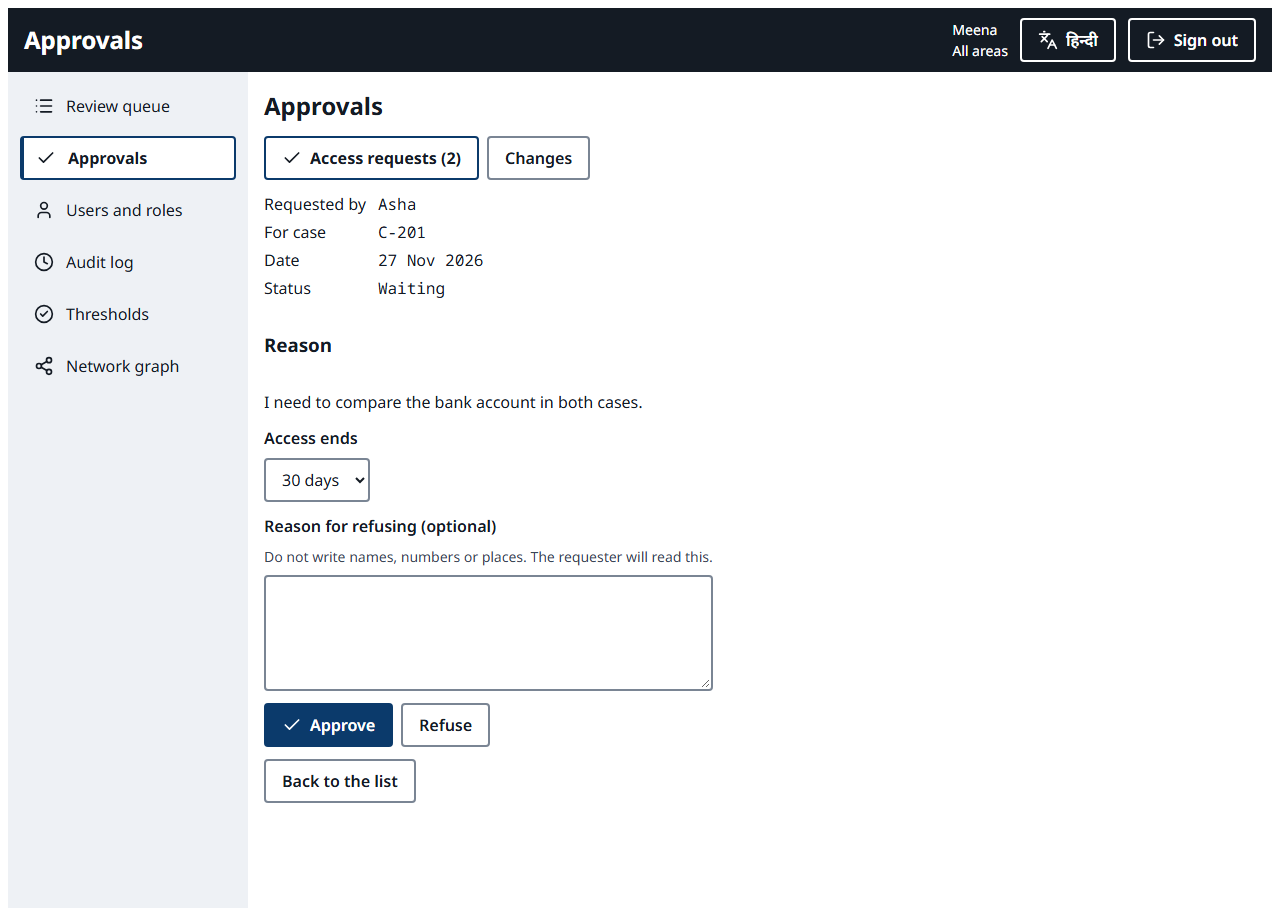 Approvals
Meena
All areas
हिन्दी
Sign out
Review queue
Approvals
Users and roles
Audit log
Thresholds
Network graph
Approvals
Access requests (2)
Changes
Requested by Asha
For case C-201
Date 27 Nov 2026
Status Waiting
Reason
I need to compare the bank account in both cases.
Access ends
30 days
Reason for refusing (optional)
Do not write names, numbers or places. The requester will read this.
Approve
Refuse
Back to the list